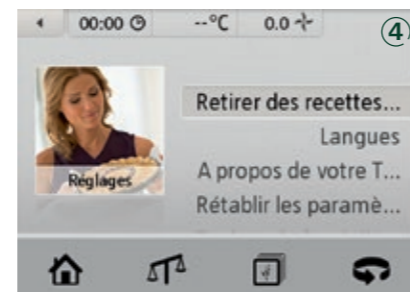 00:00 --°C 0.0 4
Retirer des recettes...
Langues
Réglages
A propos de votre T...
Rétablir les paramè...